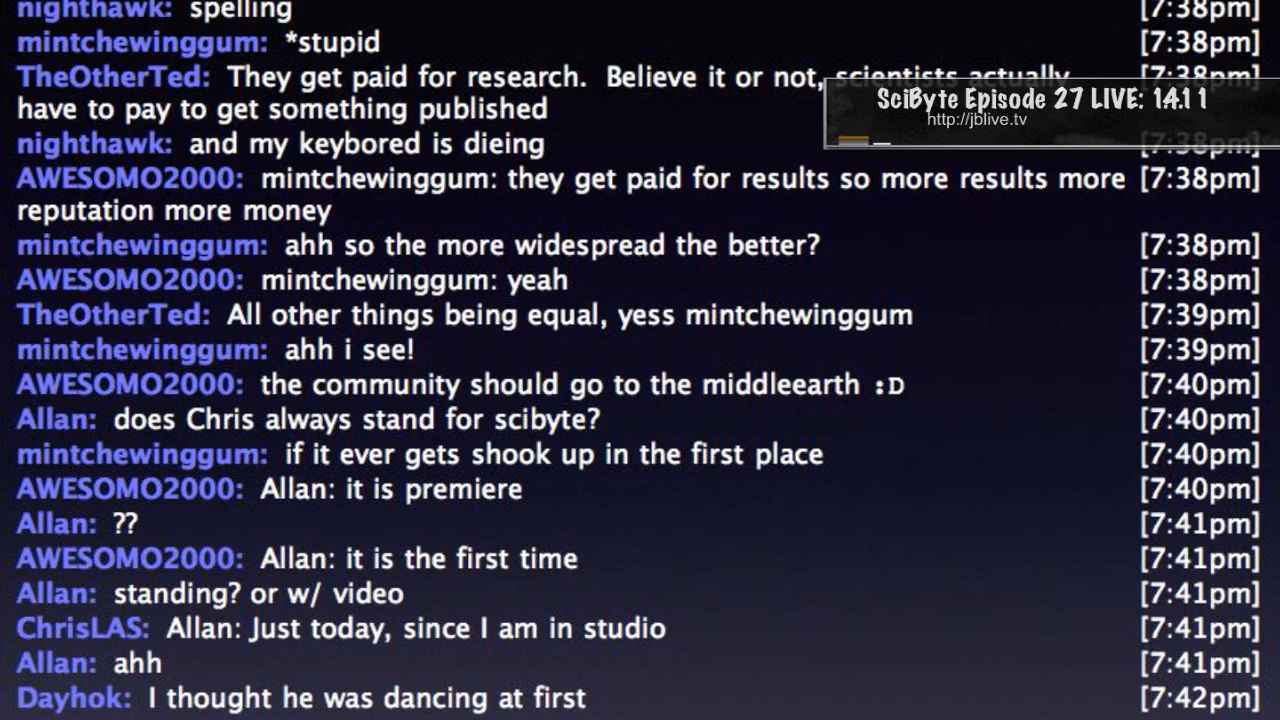 nighthawk: spelling [7:38pm]
mintchewinggum: *stupid [7:38pm]
TheOtherTed: They get paid for research. Believe it or not, scientists actually [7:38pm]
have to pay to get something published
SciByte Episode 27 LIVE: 14:11
http://jblive.tv
nighthawk: and my keybored is dieing [7:38pm]
AWESOMO2000: mintchewinggum: they get paid for results so more results more [7:38pm]
reputation more money
mintchewinggum: ahh so the more widespread the better? [7:38pm]
AWESOMO2000: mintchewinggum: yeah [7:38pm]
TheOtherTed: All other things being equal, yess mintchewinggum [7:39pm]
mintchewinggum: ahh i see! [7:39pm]
AWESOMO2000: the community should go to the middleearth :D [7:40pm]
Allan: does Chris always stand for scibyte? [7:40pm]
mintchewinggum: if it ever gets shook up in the first place [7:40pm]
AWESOMO2000: Allan: it is premiere [7:40pm]
Allan: ?? [7:41pm]
AWESOMO2000: Allan: it is the first time [7:41pm]
Allan: standing? or w/ video [7:41pm]
ChrisLAS: Allan: Just today, since I am in studio [7:41pm]
Allan: ahh [7:41pm]
Dayhok: I thought he was dancing at first [7:42pm]